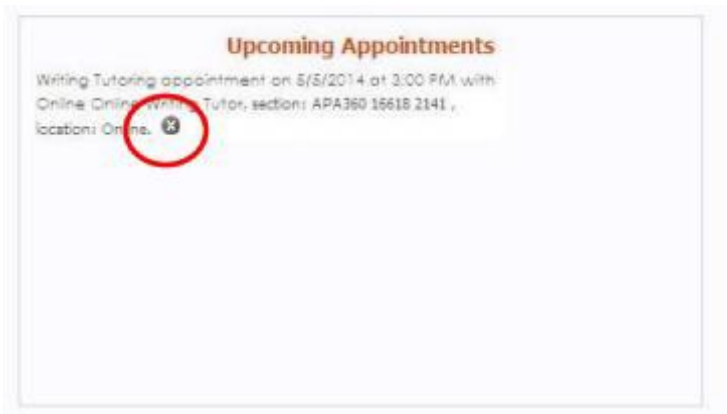 Upcoming Appointments
Writing Tutoring appointment on 5/5/2014 at 3:00 PM with
Online Online Writing Tutor, section: APA360 16618 2141 ,
location: Online.